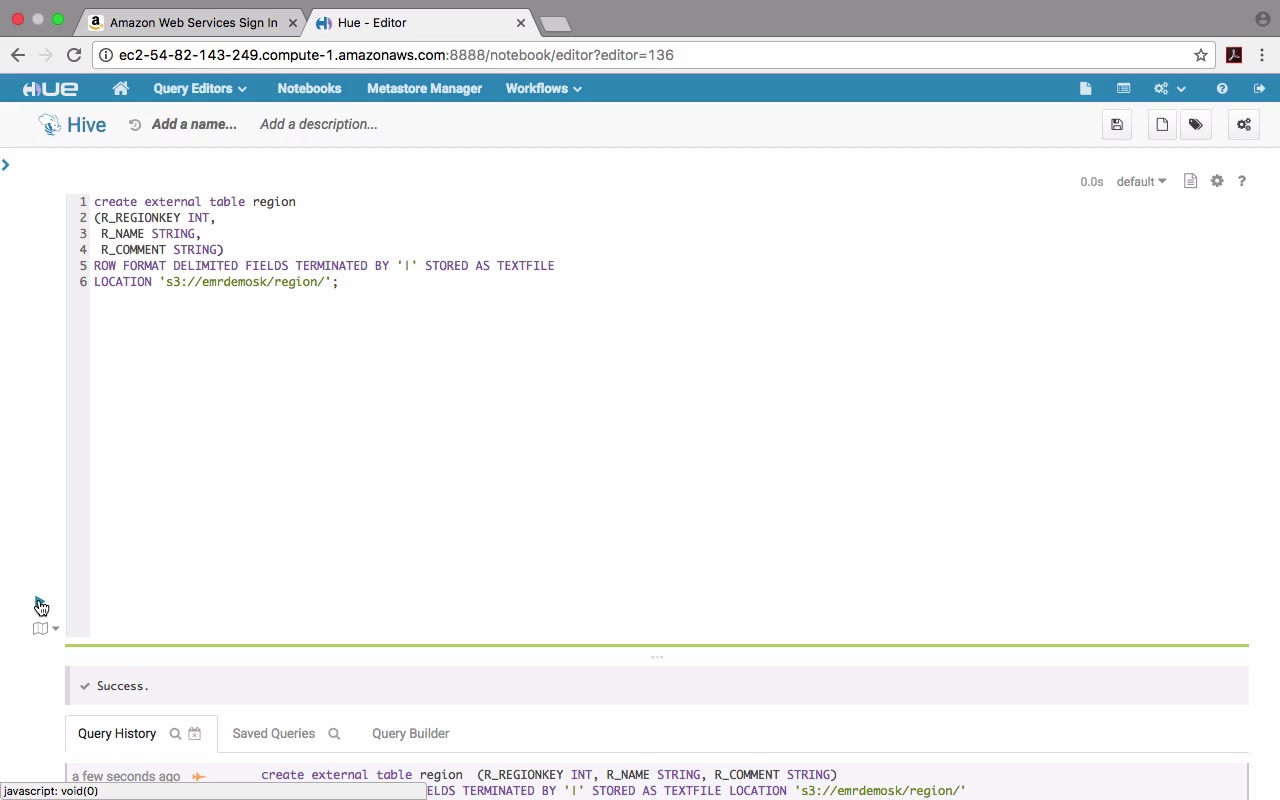 Amazon Web Services Sign In
Hue - Editor
ec2-54-82-143-249.compute-1.amazonaws.com:8888/notebook/editor?editor=136
HUE
Query Editors
Notebooks
Metastore Manager
Workflows
Hive
Add a name...
Add a description...
0.0s
default
?
1 create external table region
2 (R_REGIONKEY INT,
3 R_NAME STRING,
4 R_COMMENT STRING)
5 ROW FORMAT DELIMITED FIELDS TERMINATED BY '|' STORED AS TEXTFILE
6 LOCATION 's3://emrdemosk/region/';
Success.
Query History
Saved Queries
Query Builder
a few seconds ago
create external table region (R_REGIONKEY INT, R_NAME STRING, R_COMMENT STRING)
javascript: void(0)
ELDS TERMINATED BY '|' STORED AS TEXTFILE LOCATION 's3://emrdemosk/region/'